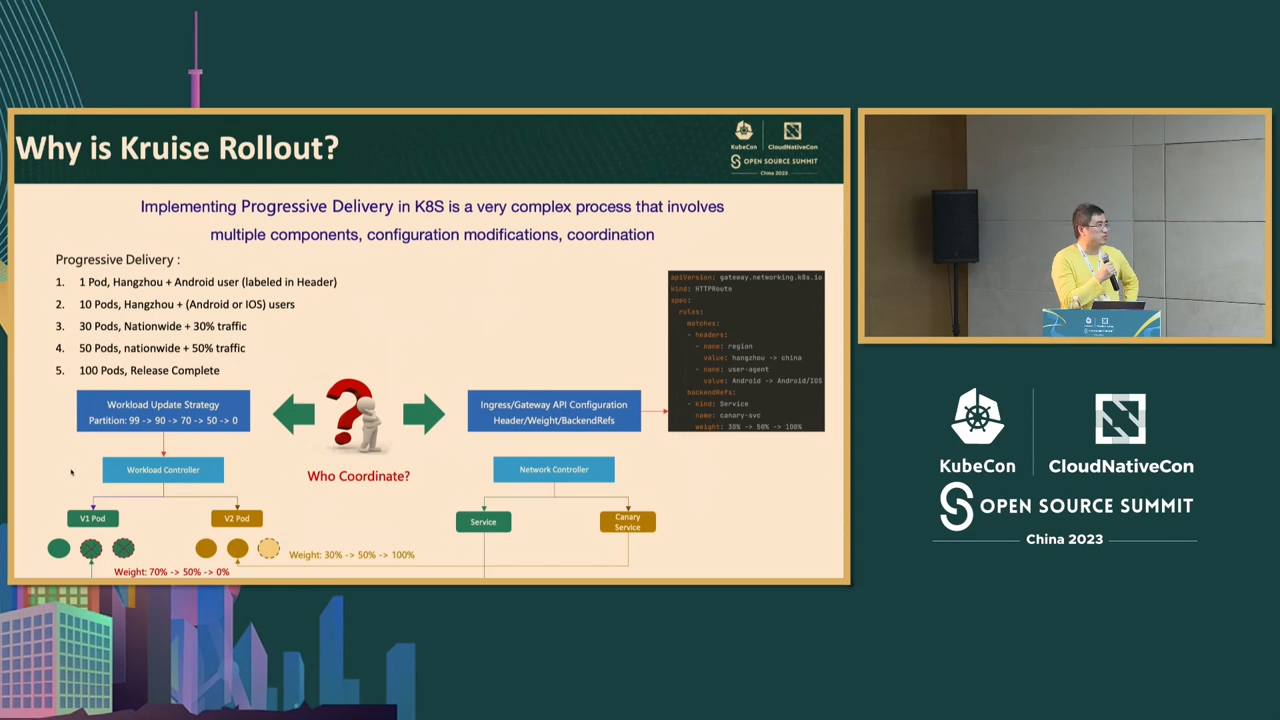 Why is Kruise Rollout?
KubeCon
CloudNativeCon
OPEN SOURCE SUMMIT
China 2023
Implementing Progressive Delivery in K8S is a very complex process that involves
multiple components, configuration modifications, coordination
Progressive Delivery :
1. 1 Pod, Hangzhou + Android user (labeled in Header)
2. 10 Pods, Hangzhou + (Android or IOS) users
3. 30 Pods, Nationwide + 30% traffic
4. 50 Pods, nationwide + 50% traffic
5. 100 Pods, Release Complete
apiVersion: gateway.networking.k8s.io
kind: HTTPRoute
spec:
rules:
matches:
- headers:
- name: region
value: hangzhou -> china
- name: user-agent
value: Android -> Android/IOS
backendRefs:
- kind: Service
name: canary-svc
weight: 30% -> 50% -> 100%
Workload Update Strategy
Partition: 99 -> 90 -> 70 -> 50 -> 0
Ingress/Gateway API Configuration
Header/Weight/BackendRefs
Who Coordinate?
Workload Controller
Network Controller
V1 Pod
V2 Pod
Service
Canary
Service
Weight: 30% -> 50% -> 100%
Weight: 70% -> 50% -> 0%
KubeCon
CloudNativeCon
OPEN SOURCE SUMMIT
China 2023